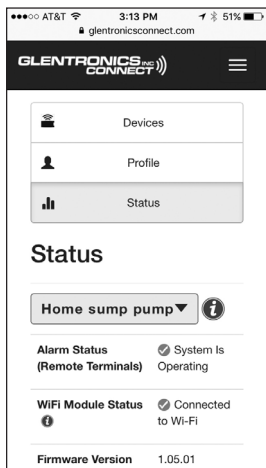 AT&T 3:13 PM 51%
glentronicsconnect.com
GLENTRONICS INC
CONNECT
Devices
Profile
Status
Status
Home sump pump▼ i
Alarm Status System Is
(Remote Terminals) Operating
WiFi Module Status Connected
i to Wi-Fi
Firmware Version 1.05.01